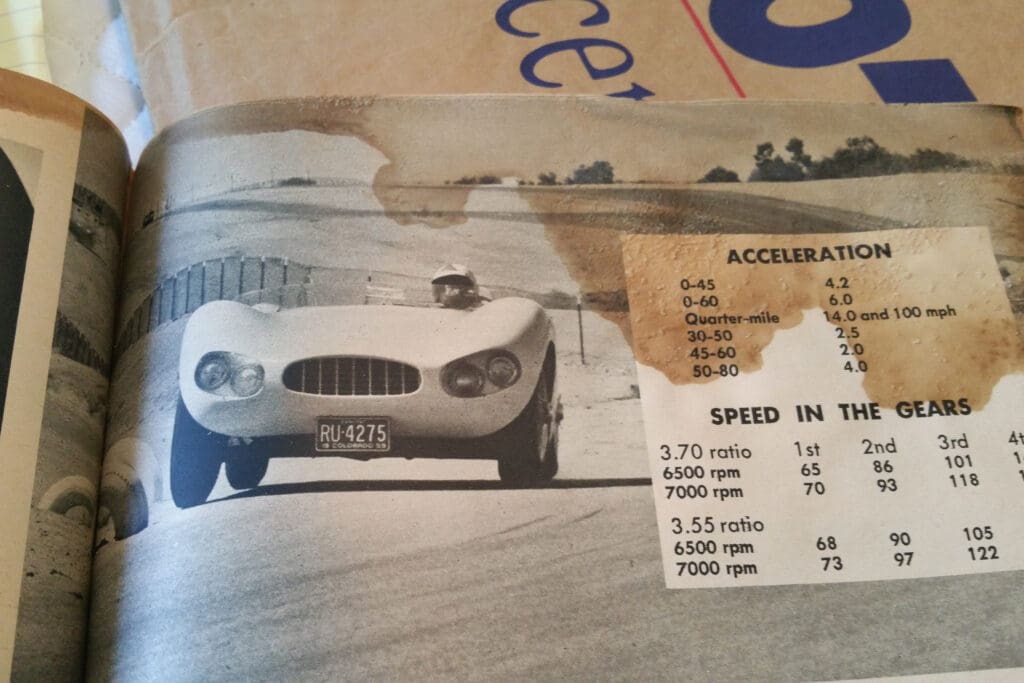 ACCELERATION
0-45 4.2
0-60 6.0
Quarter-mile 14.0 and 100 mph
30-50 2.5
45-60 2.0
50-80 4.0
SPEED IN THE GEARS
3.70 ratio 1st 2nd 3rd
6500 rpm 65 86 101
7000 rpm 70 93 118
3.55 ratio
6500 rpm 68 90 105
7000 rpm 73 97 122
RU-4275
COLORADO